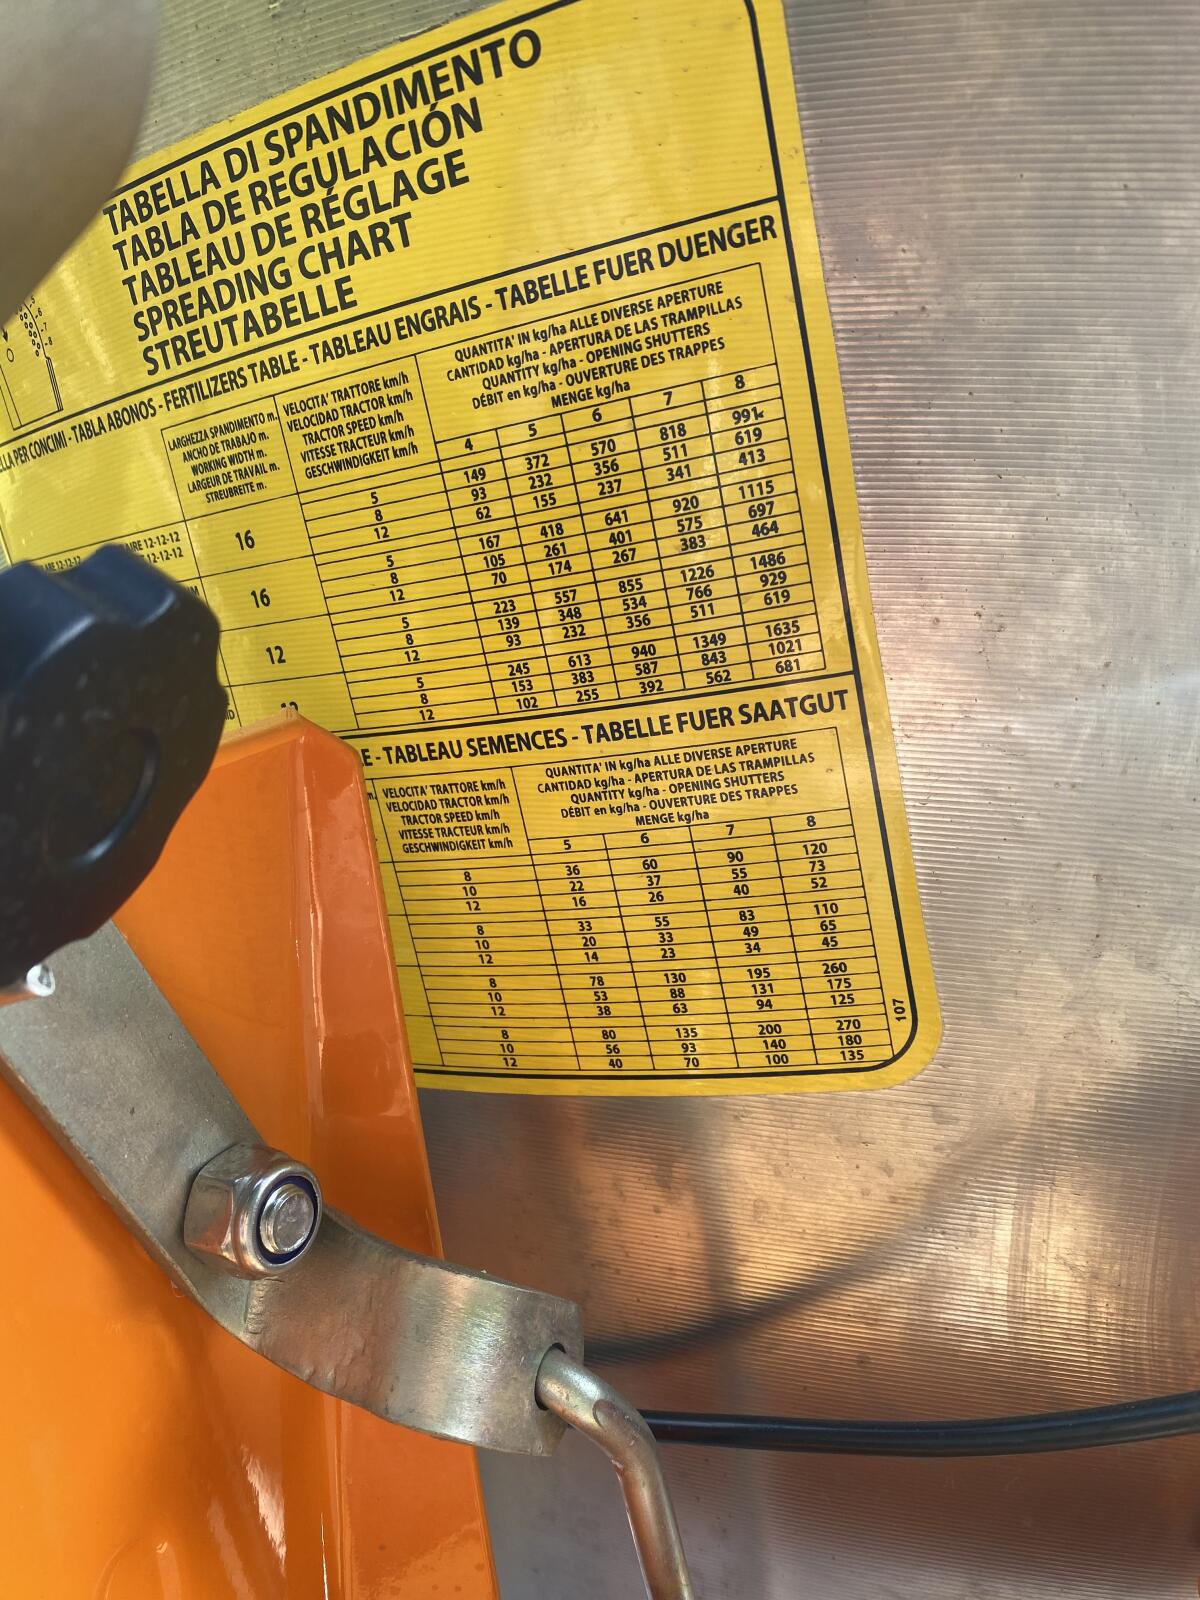 TABELLA DI SPANDIMENTO
TABLA DE REGULACIÓN
TABLEAU DE RÉGLAGE
SPREADING CHART
STREUTABELLE
-6
-7
-8
PER CONCIMI - TABLA ABONOS - FERTILIZERS TABLE - TABLEAU ENGRAIS - TABELLE FUER DUENGER
LARGHEZZA SPANDIMENTO m.
ANCHO DE TRABAJO m.
WORKING WIDTH m.
LARGEUR DE TRAVAIL m.
STREUBREITE m.
VELOCITA' TRATTORE km/h
VELOCIDAD TRACTOR km/h
TRACTOR SPEED km/h
VITESSE TRACTEUR km/h
GESCHWINDIGKEIT km/h
QUANTITA' IN kg/ha ALLE DIVERSE APERTURE
CANTIDAD kg/ha - APERTURA DE LAS TRAMPILLAS
QUANTITY kg/ha - OPENING SHUTTERS
DÉBIT en kg/ha - OUVERTURE DES TRAPPES
MENGE kg/ha
4 5 6 7 8
12-12-12
12-12-12
16
5 149 372 570 818 991
8 93 232 356 511 619
12 62 155 237 341 413
16
5 167 418 641 920 1115
8 105 261 401 575 697
12 70 174 267 383 464
12
5 223 557 855 1226 1486
8 139 348 534 766 929
12 93 232 356 511 619
5 245 613 940 1349 1635
8 153 383 587 843 1021
12 102 255 392 562 681
- TABLEAU SEMENCES - TABELLE FUER SAATGUT
VELOCITA' TRATTORE km/h
VELOCIDAD TRACTOR km/h
TRACTOR SPEED km/h
VITESSE TRACTEUR km/h
GESCHWINDIGKEIT km/h
QUANTITA' IN kg/ha ALLE DIVERSE APERTURE
CANTIDAD kg/ha - APERTURA DE LAS TRAMPILLAS
QUANTITY kg/ha - OPENING SHUTTERS
DÉBIT en kg/ha - OUVERTURE DES TRAPPES
MENGE kg/ha
5 6 7 8
8 36 60 90 120
10 22 37 55 73
12 16 26 40 52
8 33 55 83 110
10 20 33 49 65
12 14 23 34 45
8 78 130 195 260
10 53 88 131 175
12 38 63 94 125
8 80 135 200 270
10 56 93 140 180
12 40 70 100 135
107